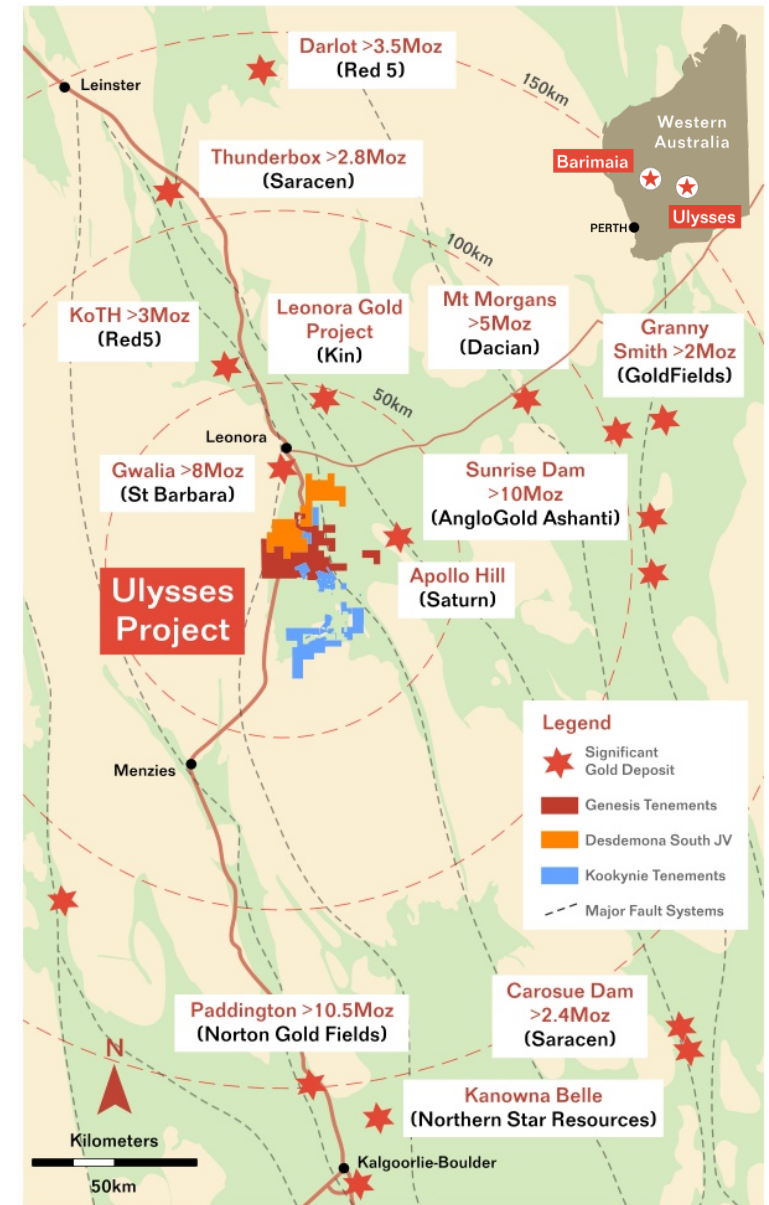 Darlot >3.5Moz
(Red 5)
Leinster
150km
Western
Australia
Barimaia
Ulysses
PERTH
Thunderbox >2.8Moz
(Saracen)
100km
KoTH >3Moz
(Red5)
Leonora Gold
Project
(Kin)
Mt Morgans
>5Moz
(Dacian)
Granny
Smith >2Moz
(GoldFields)
50km
Leonora
Gwalia >8Moz
(St Barbara)
Sunrise Dam
>10Moz
(AngloGold Ashanti)
Apollo Hill
(Saturn)
Ulysses
Project
Menzies
Legend
Significant
Gold Deposit
Genesis Tenements
Desdemona South JV
Kookynie Tenements
Major Fault Systems
Paddington >10.5Moz
(Norton Gold Fields)
Carosue Dam
>2.4Moz
(Saracen)
N
Kilometers
50km
Kanowna Belle
(Northern Star Resources)
Kalgoorlie-Boulder